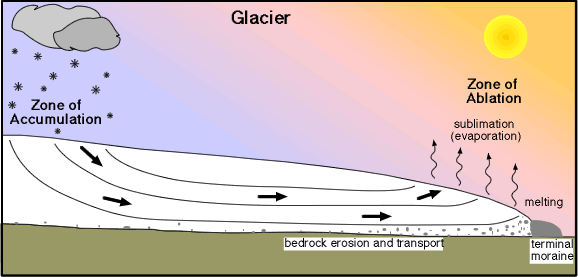 Glacier
Zone of
Accumulation
Zone of
Ablation
sublimation
(evaporation)
melting
bedrock erosion and transport
terminal
moraine